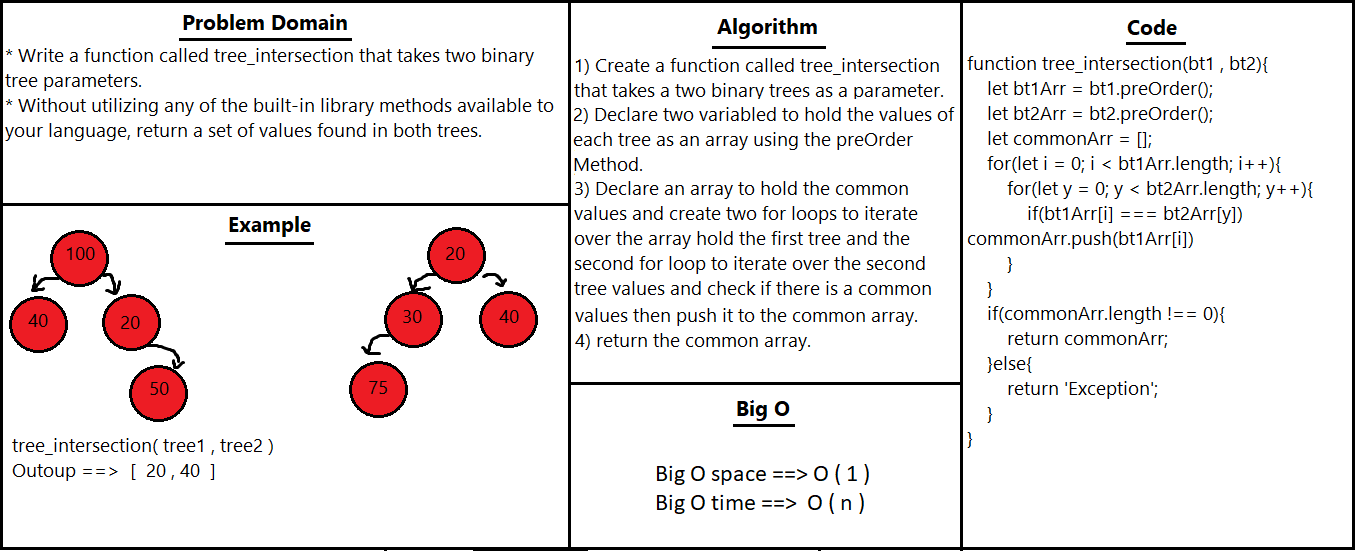 Problem Domain
* Write a function called tree_intersection that takes two binary
tree parameters.
* Without utilizing any of the built-in library methods available to
your language, return a set of values found in both trees.
Example
100
40
20
50
20
30
40
75
tree_intersection( tree1 , tree2 )
Outoup ==> [ 20 , 40 ]
Algorithm
1) Create a function called tree_intersection
that takes a two binary trees as a parameter.
2) Declare two variabled to hold the values of
each tree as an array using the preOrder
Method.
3) Declare an array to hold the common
values and create two for loops to iterate
over the array hold the first tree and the
second for loop to iterate over the second
tree values and check if there is a common
values then push it to the common array.
4) return the common array.
Big O
Big O space ==> O ( 1 )
Big O time ==> O ( n )
Code
function tree_intersection(bt1 , bt2){
let bt1Arr = bt1.preOrder();
let bt2Arr = bt2.preOrder();
let commonArr = [];
for(let i = 0; i < bt1Arr.length; i++){
for(let y = 0; y < bt2Arr.length; y++){
if(bt1Arr[i] === bt2Arr[y])
commonArr.push(bt1Arr[i])
}
}
if(commonArr.length !== 0){
return commonArr;
}else{
return 'Exception';
}
}